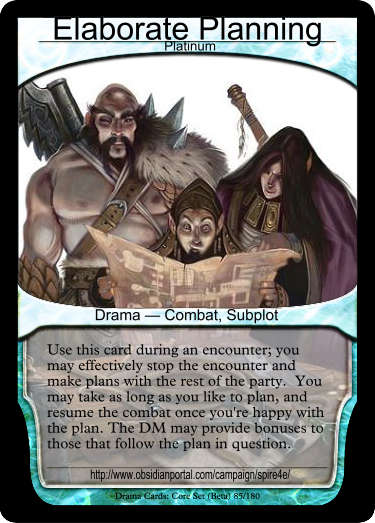 Elaborate Planning
Platinum
Drama — Combat, Subplot
Use this card during an encounter; you
may effectively stop the encounter and
make plans with the rest of the party.  You
may take as long as you like to plan, and
resume the combat once you're happy with
the plan. The DM may provide bonuses to
those that follow the plan in question.
http://www.obsidianportal.com/campaign/spire4e/
Drama Cards: Core Set (Beta) 85/180